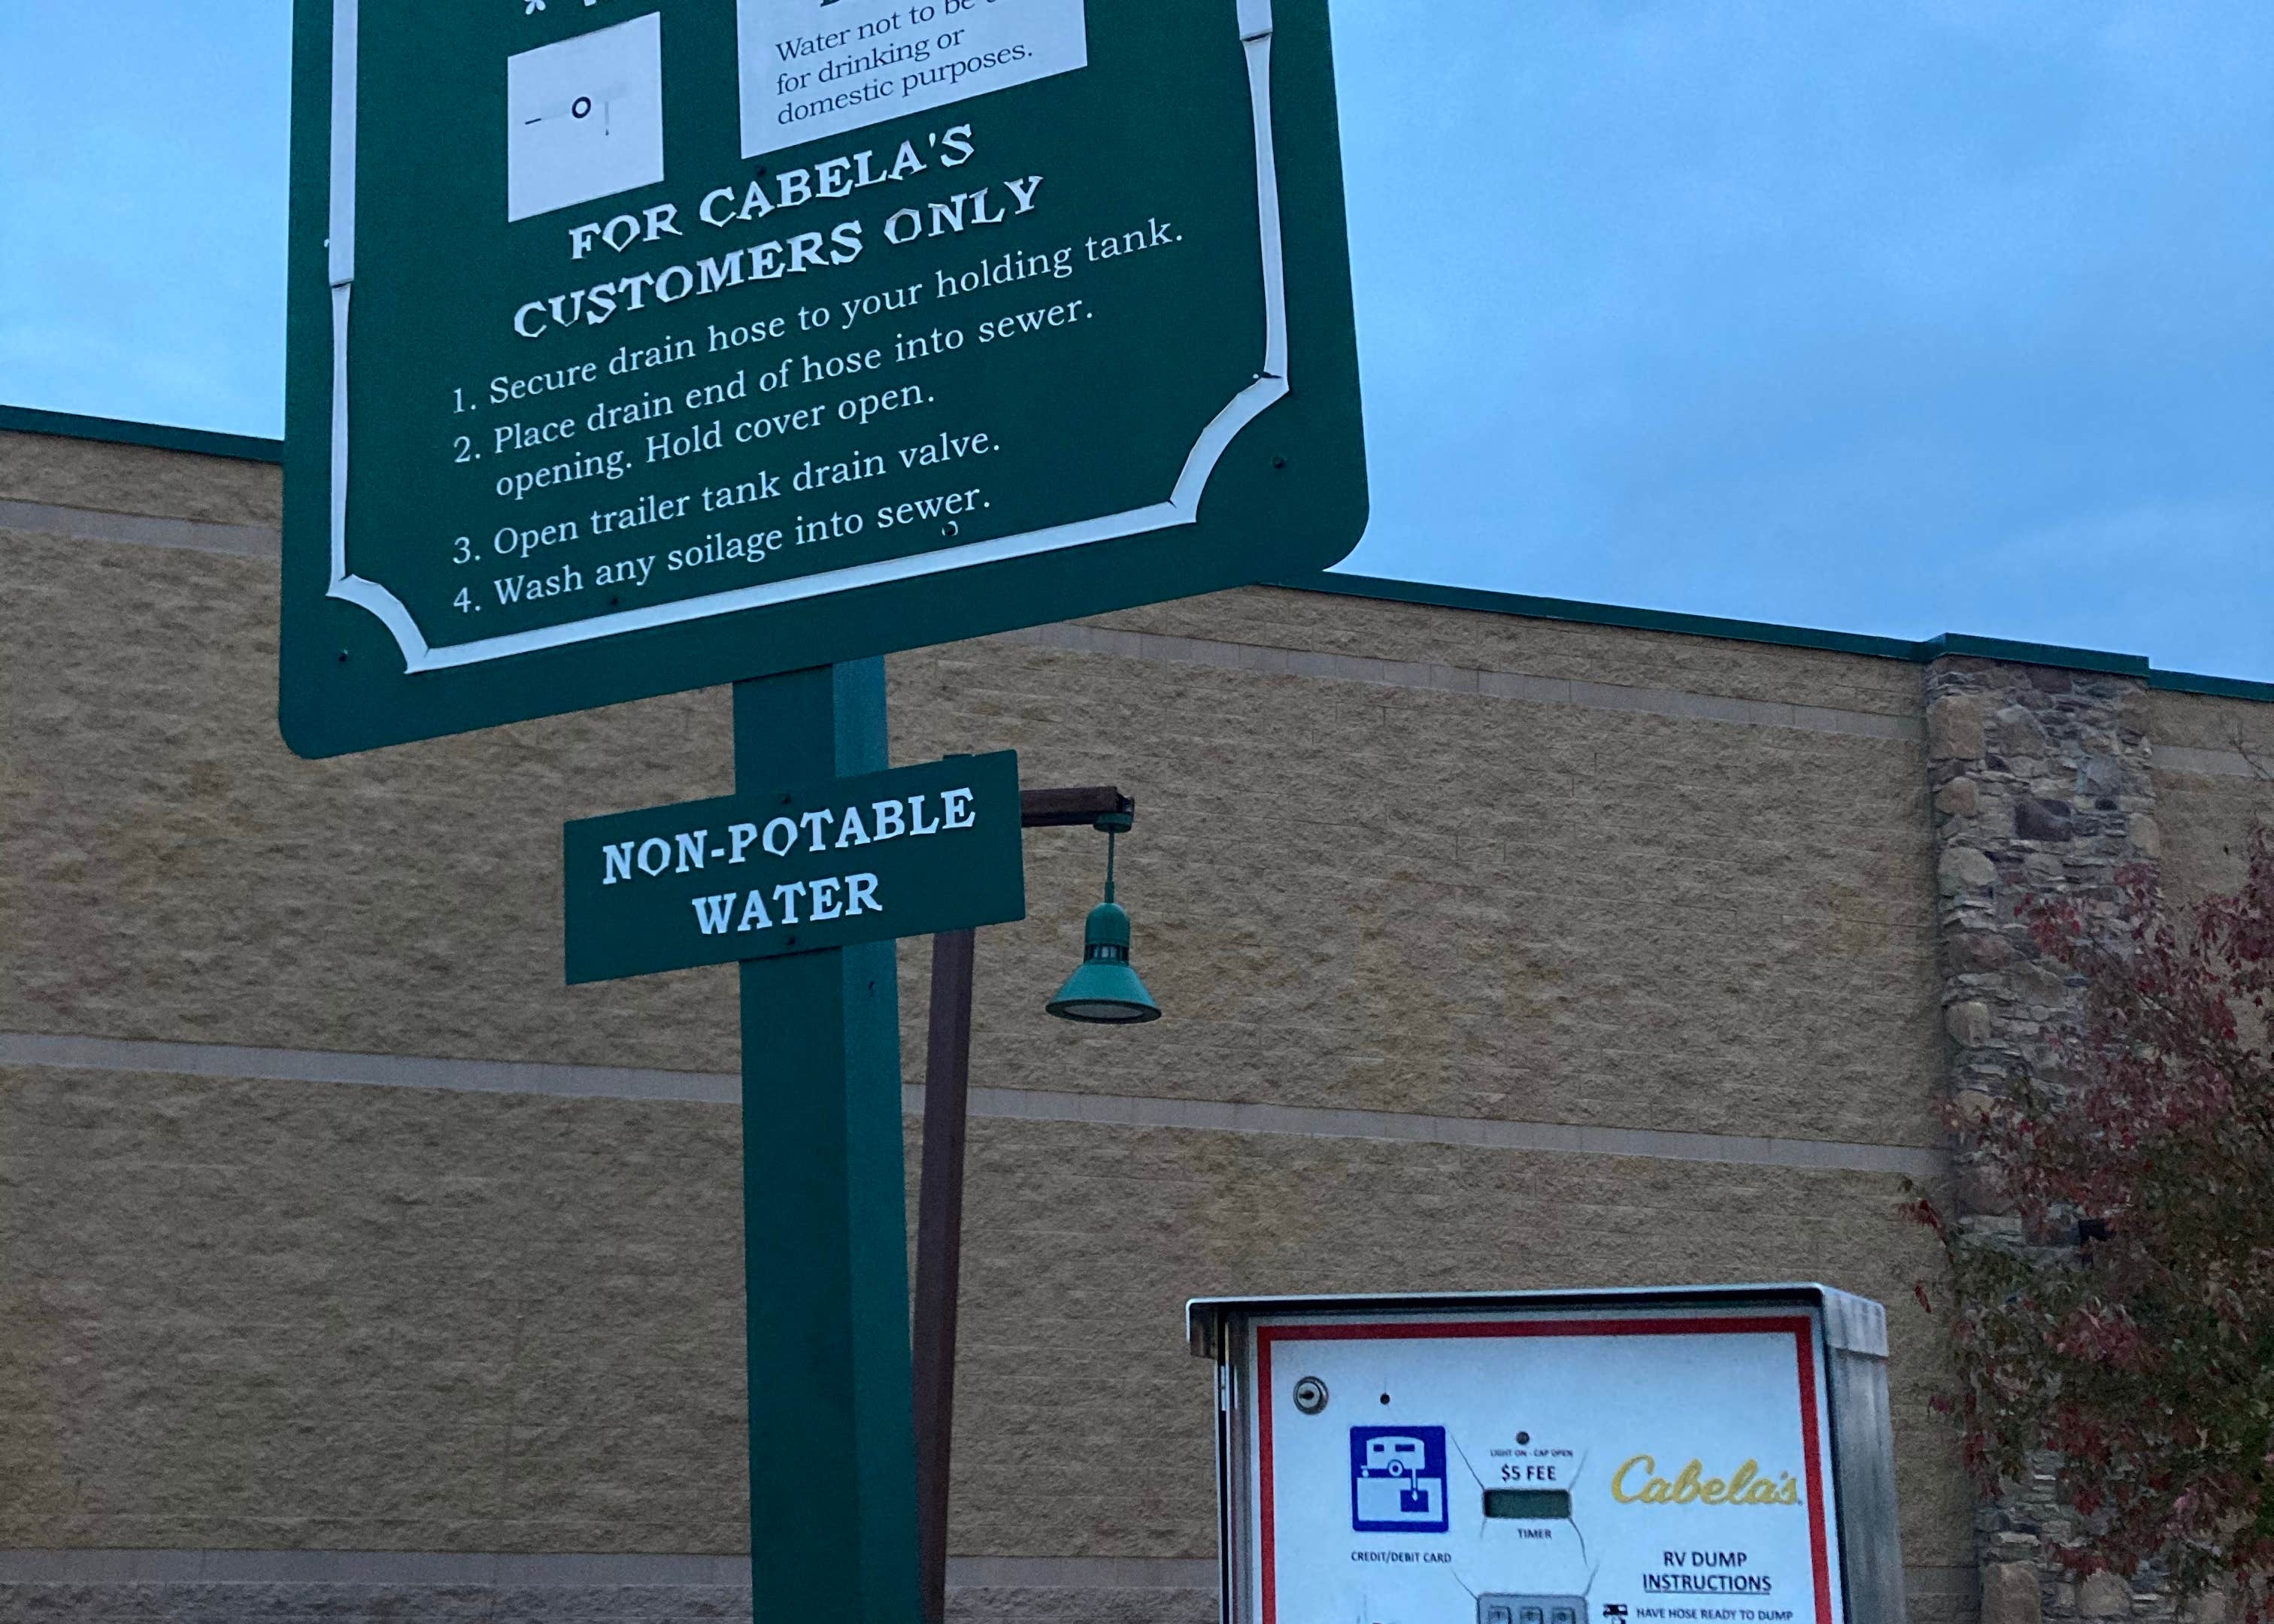 Water not to be
for drinking or
domestic purposes.
FOR CABELA'S
CUSTOMERS ONLY
1. Secure drain hose to your holding tank.
2. Place drain end of hose into sewer.
opening. Hold cover open.
3. Open trailer tank drain valve.
4. Wash any soilage into sewer.
NON-POTABLE
WATER
LIGHT ON - CAP OPEN
$5 FEE
Cabela's
TIMER
CREDIT/DEBIT CARD
RV DUMP
INSTRUCTIONS
HAVE HOSE READY TO DUMP